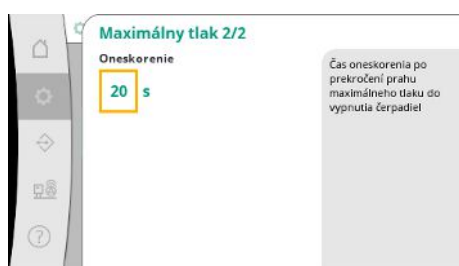 Maximálny tlak 2/2
Oneskorenie
20 s
Čas oneskorenia po
prekročení prahu
maximálneho tlaku do
vypnutia čerpadiel
?